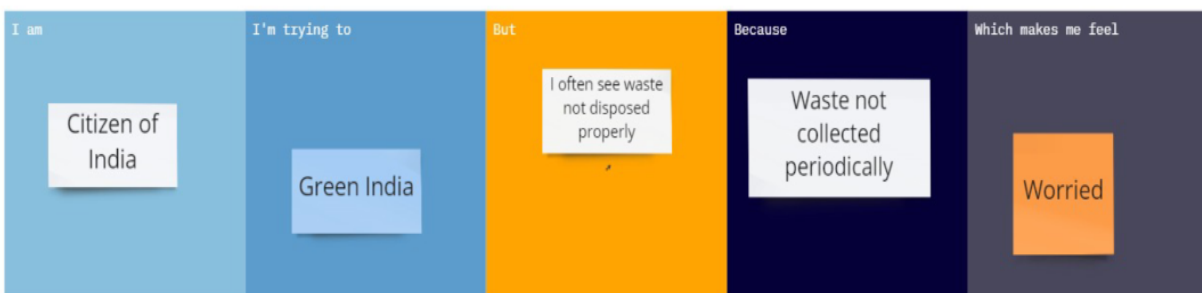 I am
Citizen of
India
I'm trying to
Green India
But
I often see waste
not disposed
properly
Because
Waste not
collected
periodically
Which makes me feel
Worried